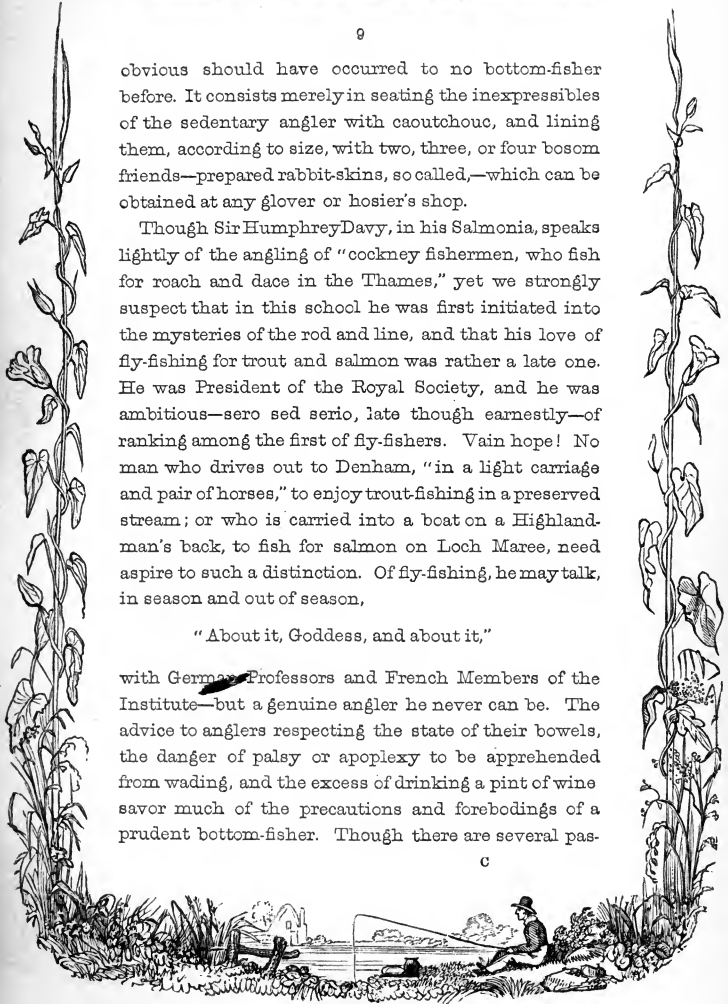 9
obvious should have occurred to no bottom-fisher
before. It consists merely in seating the inexpressibles
of the sedentary angler with caoutchouc, and lining
them, according to size, with two, three, or four bosom
friends—prepared rabbit-skins, so called,—which can be
obtained at any glover or hosier's shop.
Though Sir Humphrey Davy, in his Salmonia, speaks
lightly of the angling of "cockney fishermen, who fish
for roach and dace in the Thames," yet we strongly
suspect that in this school he was first initiated into
the mysteries of the rod and line, and that his love of
fly-fishing for trout and salmon was rather a late one.
He was President of the Royal Society, and he was
ambitious—sero sed serio, late though earnestly—of
ranking among the first of fly-fishers. Vain hope! No
man who drives out to Denham, "in a light carriage
and pair of horses," to enjoy trout-fishing in a preserved
stream; or who is carried into a boat on a Highland-
man's back, to fish for salmon on Loch Maree, need
aspire to such a distinction. Of fly-fishing, he may talk,
in season and out of season,
"About it, Goddess, and about it,"
with German Professors and French Members of the
Institute—but a genuine angler he never can be. The
advice to anglers respecting the state of their bowels,
the danger of palsy or apoplexy to be apprehended
from wading, and the excess of drinking a pint of wine
savor much of the precautions and forebodings of a
prudent bottom-fisher. Though there are several pas-
C